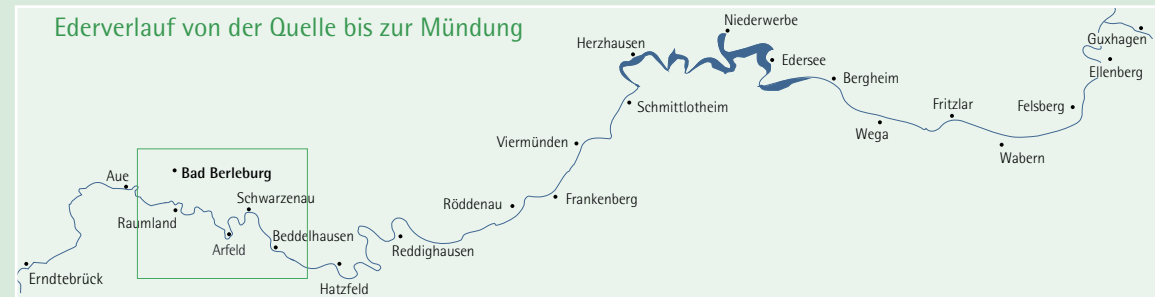 Ederverlauf von der Quelle bis zur Mündung
Niederwerbe
Herzhausen
Guxhagen
Edersee
Ellenberg
Bergheim
Schmittlotheim
Fritzlar
Felsberg
Wega
Viermünden
Wabern
Aue
Bad Berleburg
Schwarzenau
Röddenau
Frankenberg
Raumland
Arfeld
Beddelhausen
Reddighausen
Erndtebrück
Hatzfeld